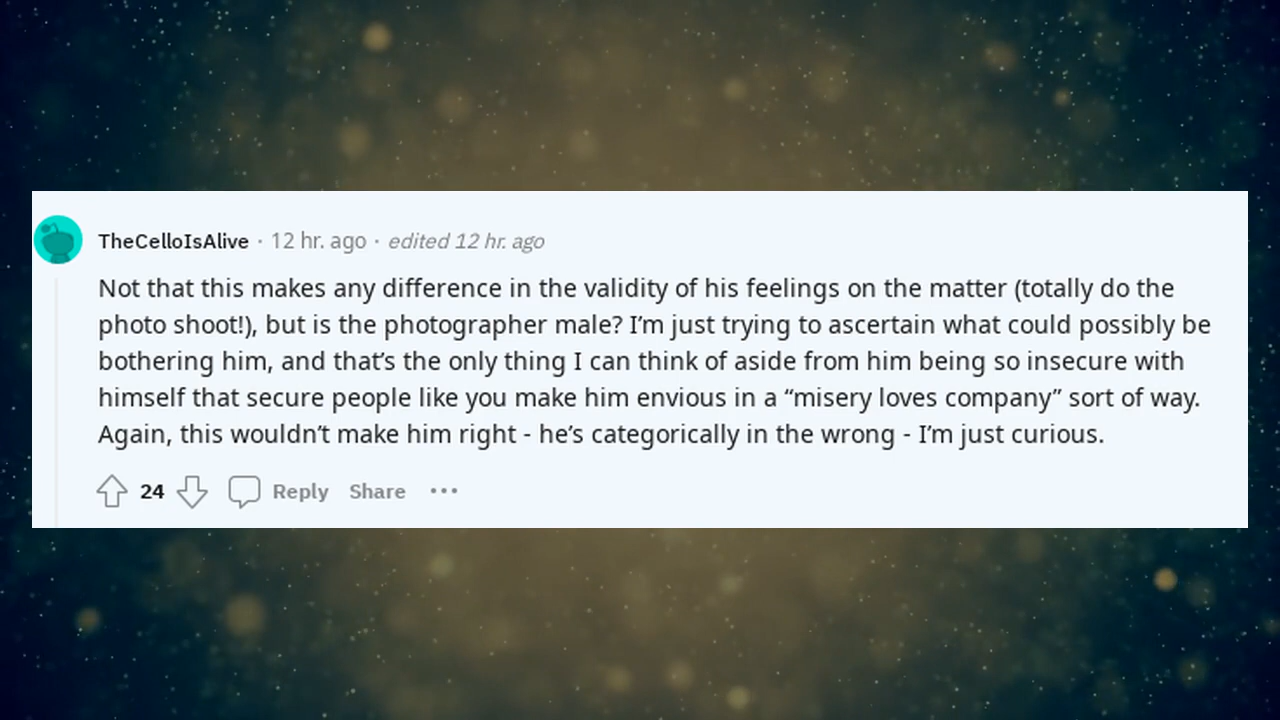 TheCelloIsAlive · 12 hr. ago · edited 12 hr. ago
Not that this makes any difference in the validity of his feelings on the matter (totally do the
photo shoot!), but is the photographer male? I’m just trying to ascertain what could possibly be
bothering him, and that’s the only thing I can think of aside from him being so insecure with
himself that secure people like you make him envious in a “misery loves company” sort of way.
Again, this wouldn’t make him right - he’s categorically in the wrong - I’m just curious.
24 Reply Share